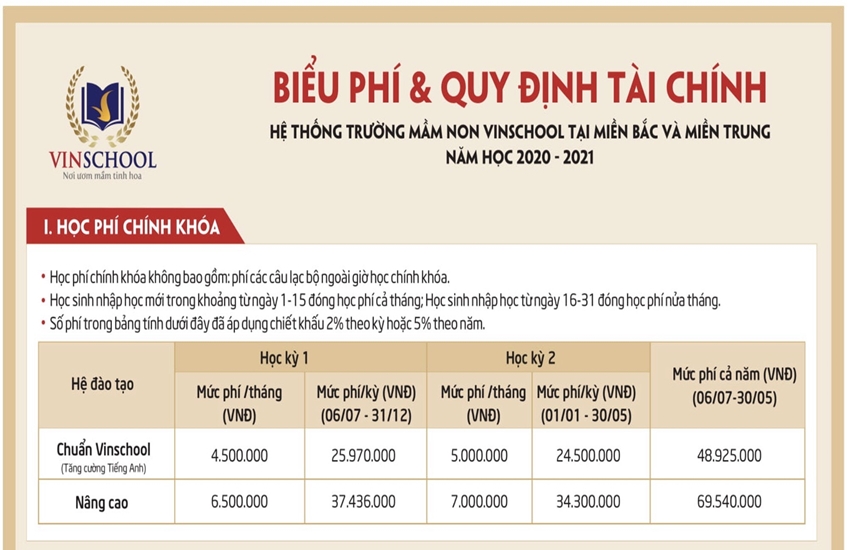 BIỂU PHÍ & QUY ĐỊNH TÀI CHÍNH
HỆ THỐNG TRƯỜNG MẦM NON VINSCHOOL TẠI MIỀN BẮC VÀ MIỀN TRUNG
NĂM HỌC 2020 - 2021
VINSCHOOL
Nơi ươm mầm tinh hoa
I. HỌC PHÍ CHÍNH KHÓA
• Học phí chính khóa không bao gồm: phí các câu lạc bộ ngoài giờ học chính khóa.
• Học sinh nhập học mới trong khoảng từ ngày 1-15 đóng học phí cả tháng; Học sinh nhập học từ ngày 16-31 đóng học phí nửa tháng.
• Số phí trong bảng tính dưới đây đã áp dụng chiết khấu 2% theo kỳ hoặc 5% theo năm.
Hệ đào tạo
Học kỳ 1
Học kỳ 2
Mức phí cả năm (VNĐ)
(06/07-30/05)
Mức phí /tháng
(VNĐ)
Mức phí/kỳ (VNĐ)
(06/07 - 31/12)
Mức phí /tháng
(VNĐ)
Mức phí/kỳ (VNĐ)
(01/01 - 30/05)
Chuẩn Vinschool
(Tăng cường Tiếng Anh)
4.500.000 25.970.000 5.000.000 24.500.000 48.925.000
Nâng cao 6.500.000 37.436.000 7.000.000 34.300.000 69.540.000